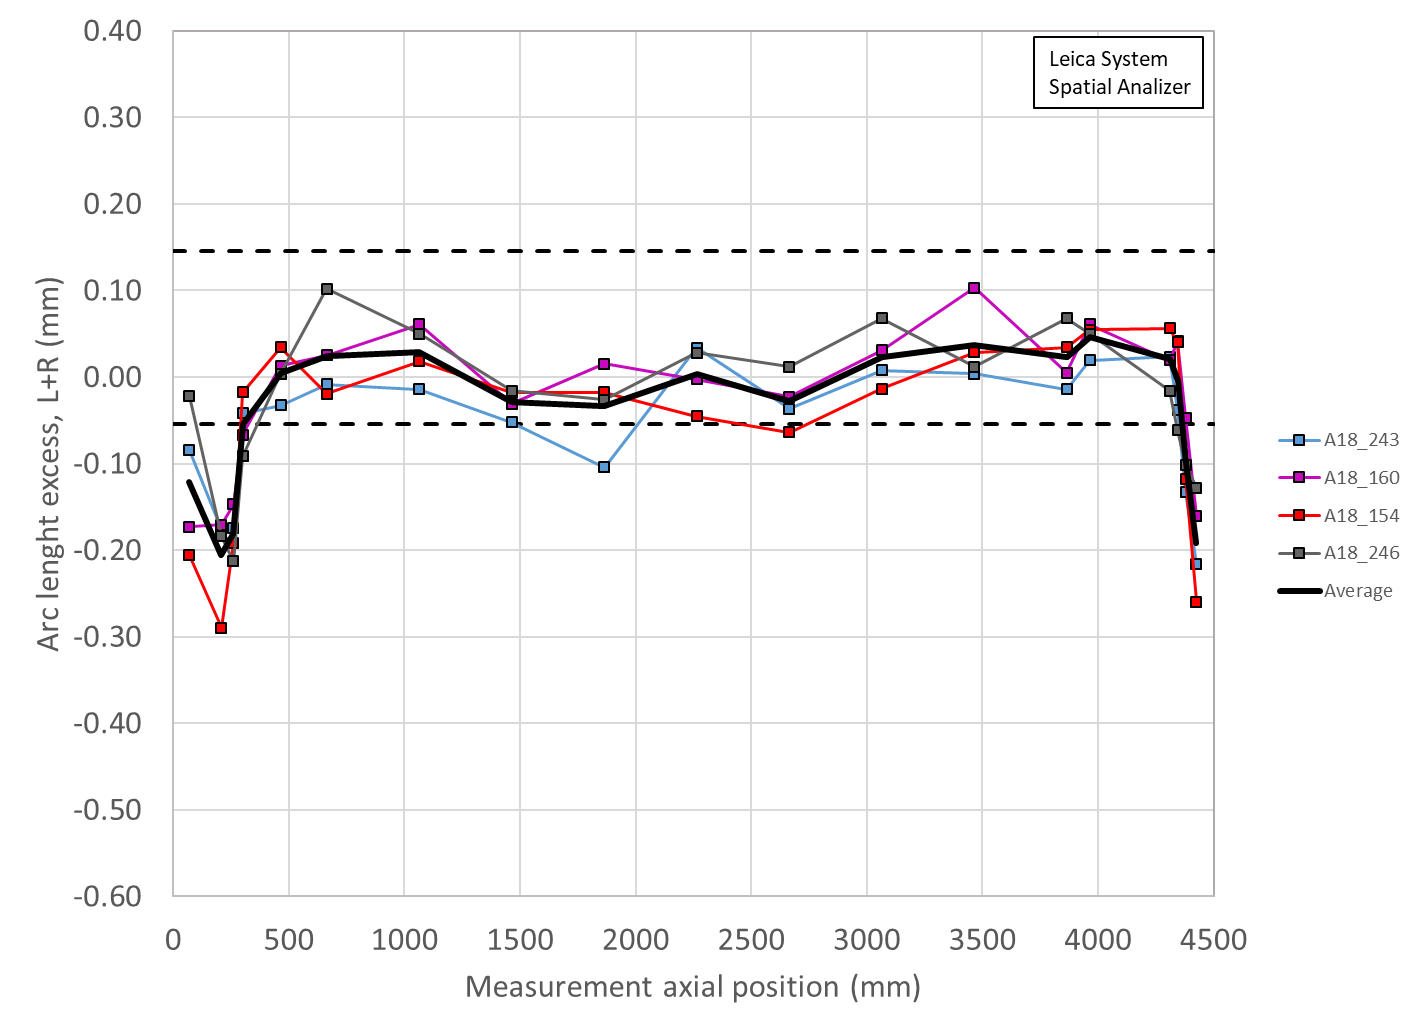 0.40
0.30
0.20
0.10
0.00
-0.10
-0.20
-0.30
-0.40
-0.50
-0.60
Arc lenght excess, L+R (mm)
Leica System
Spatial Analizer
A18_243
A18_160
A18_154
A18_246
Average
0 500 1000 1500 2000 2500 3000 3500 4000 4500
Measurement axial position (mm)